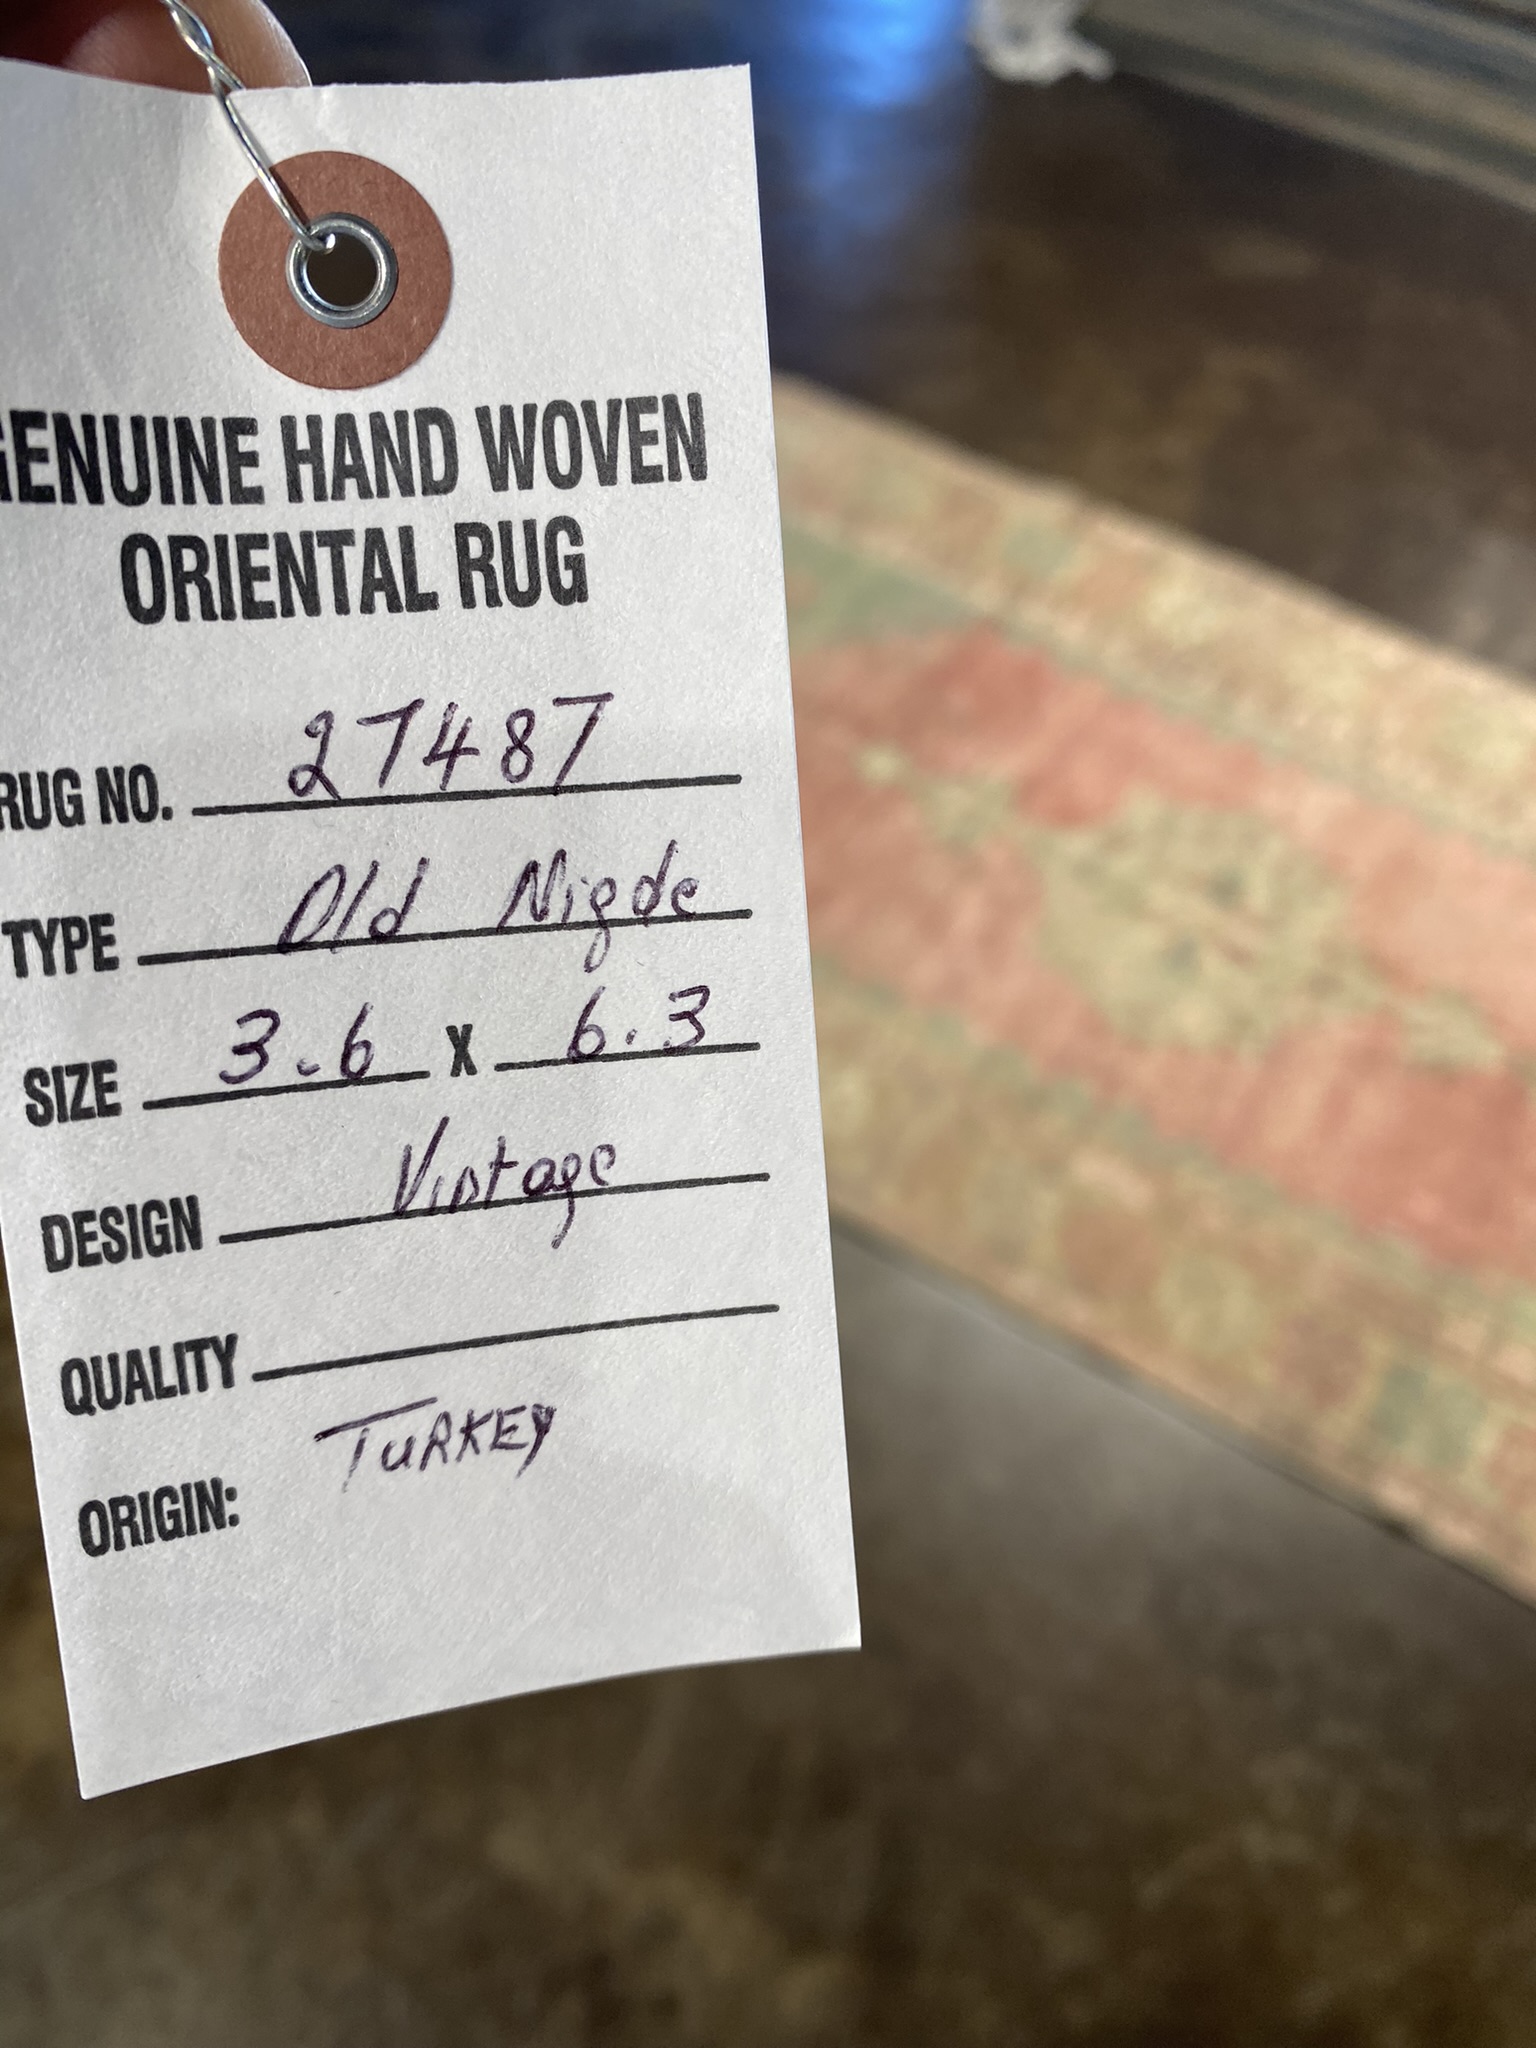 GENUINE HAND WOVEN
ORIENTAL RUG
RUG NO. 27487
TYPE Old Nigde
SIZE 3.6 X 6.3
DESIGN Vintage
QUALITY
ORIGIN: TURKEY